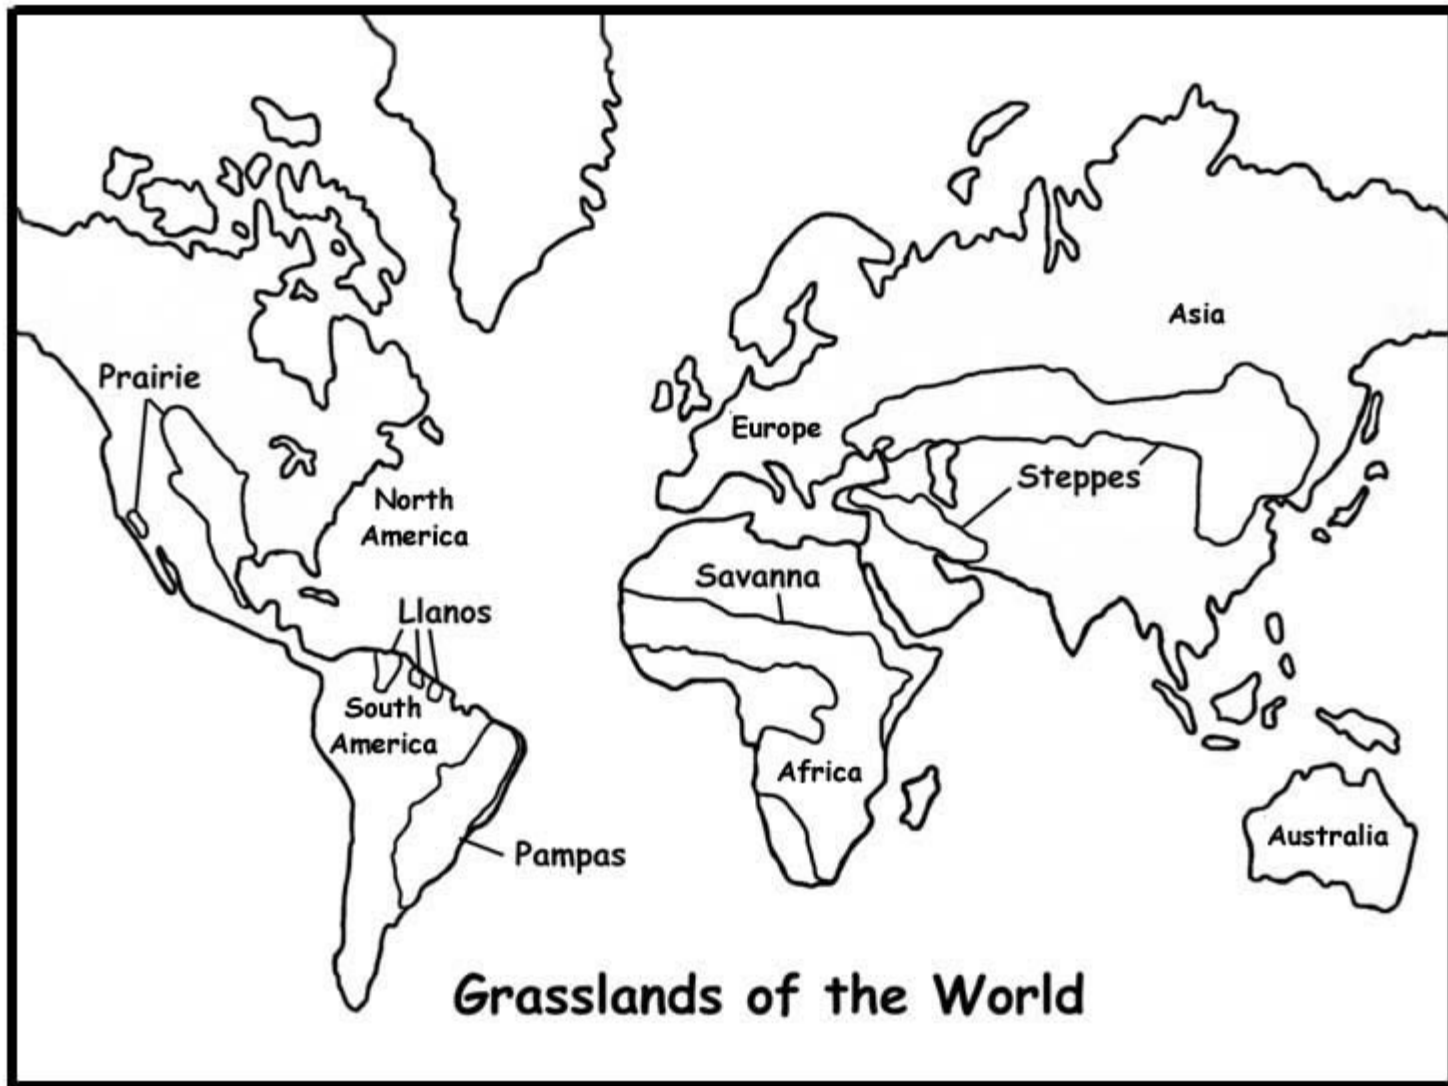 Asia
Prairie
Europe
Steppes
North
America
Savanna
Llanos
South
America
Africa
Australia
Pampas
Grasslands of the World